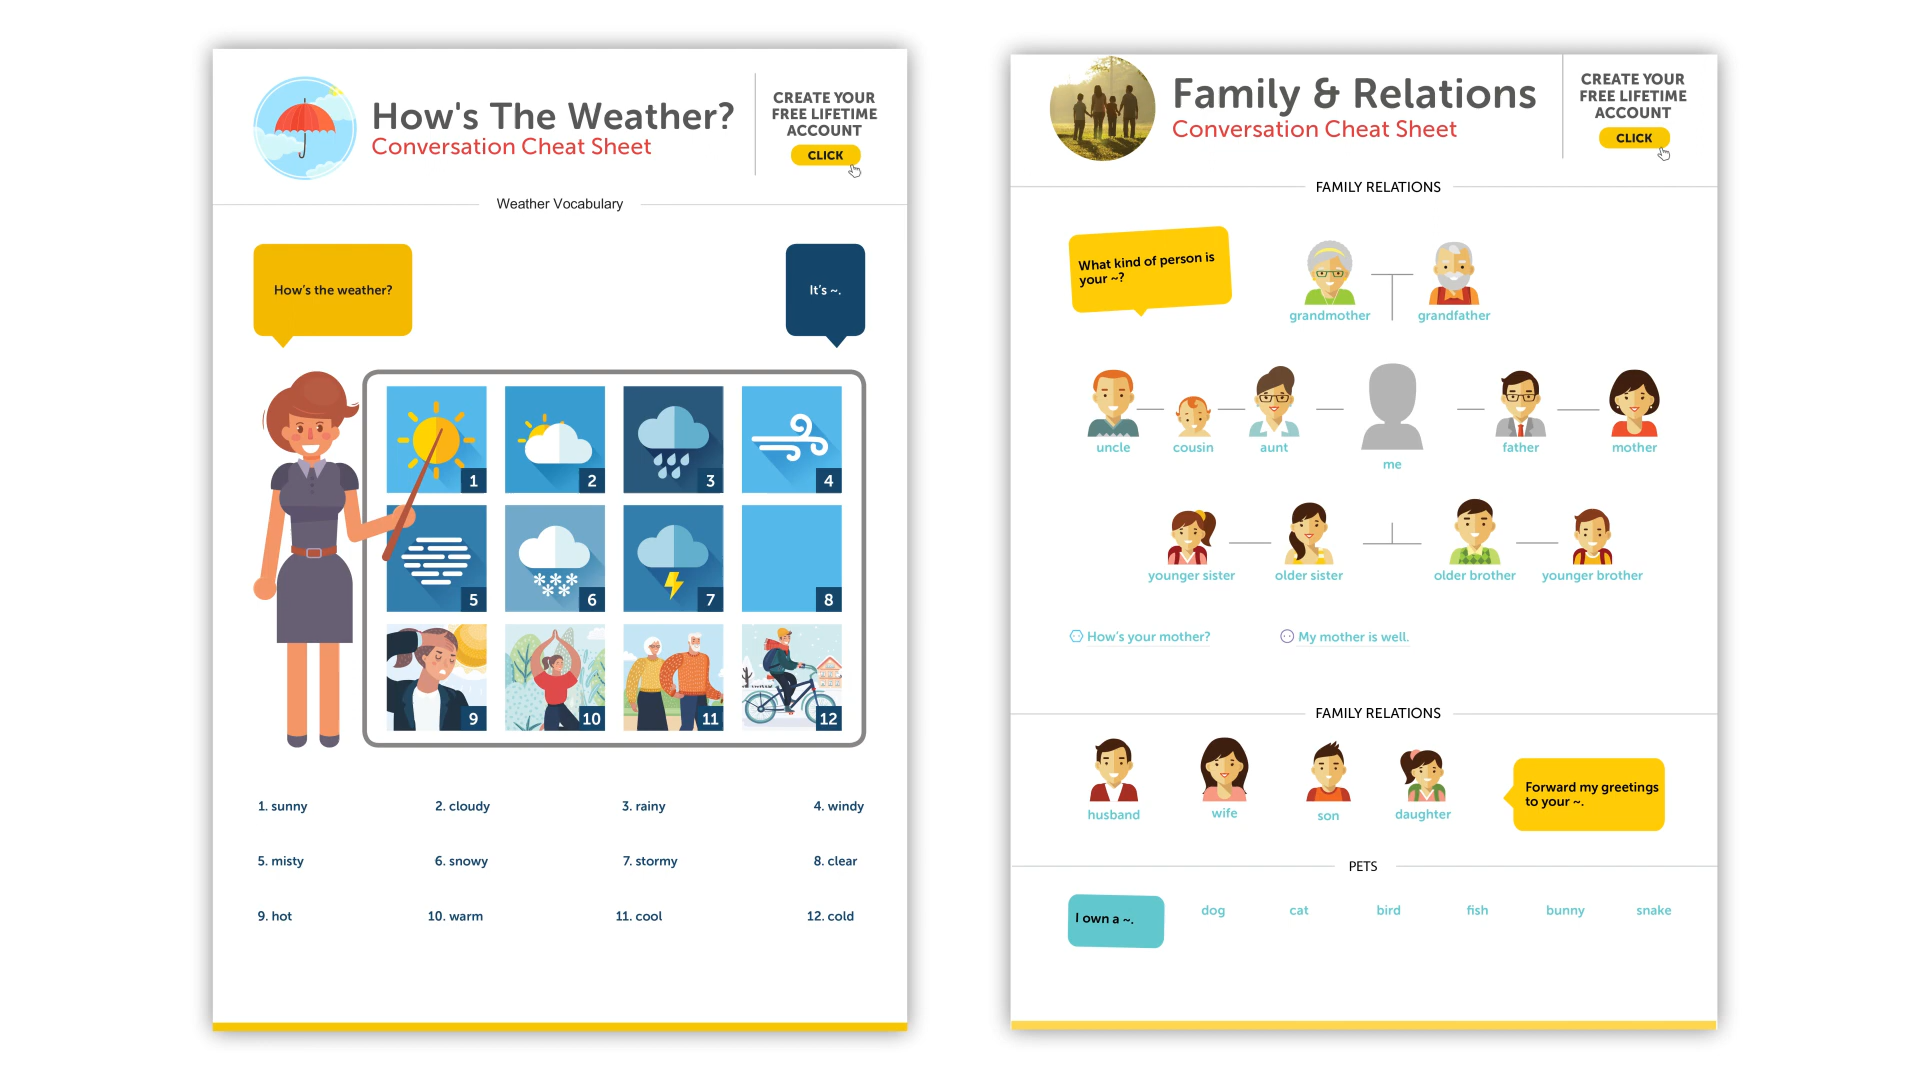 How's The Weather?
Conversation Cheat Sheet
CREATE YOUR
FREE LIFETIME
ACCOUNT
CLICK
Weather Vocabulary
How's the weather?
It's ~.
1
2
3
4
5
6
7
8
9
10
11
12
1. sunny
2. cloudy
3. rainy
4. windy
5. misty
6. snowy
7. stormy
8. clear
9. hot
10. warm
11. cool
12. cold
Family & Relations
Conversation Cheat Sheet
CREATE YOUR
FREE LIFETIME
ACCOUNT
CLICK
FAMILY RELATIONS
What kind of person is
your ~?
grandmother
grandfather
uncle
cousin
aunt
me
father
mother
younger sister
older sister
older brother
younger brother
How's your mother?
My mother is well.
FAMILY RELATIONS
husband
wife
son
daughter
Forward my greetings
to your ~.
PETS
I own a ~.
dog
cat
bird
fish
bunny
snake